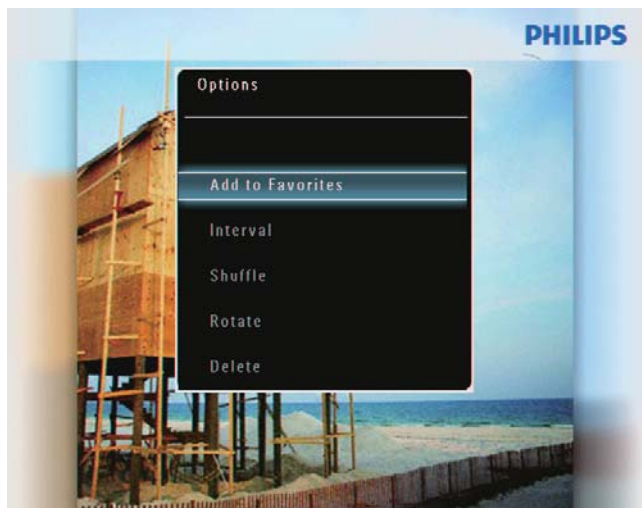 PHILIPS
Options
Add to Favorites
Interval
Shuffle
Rotate
Delete